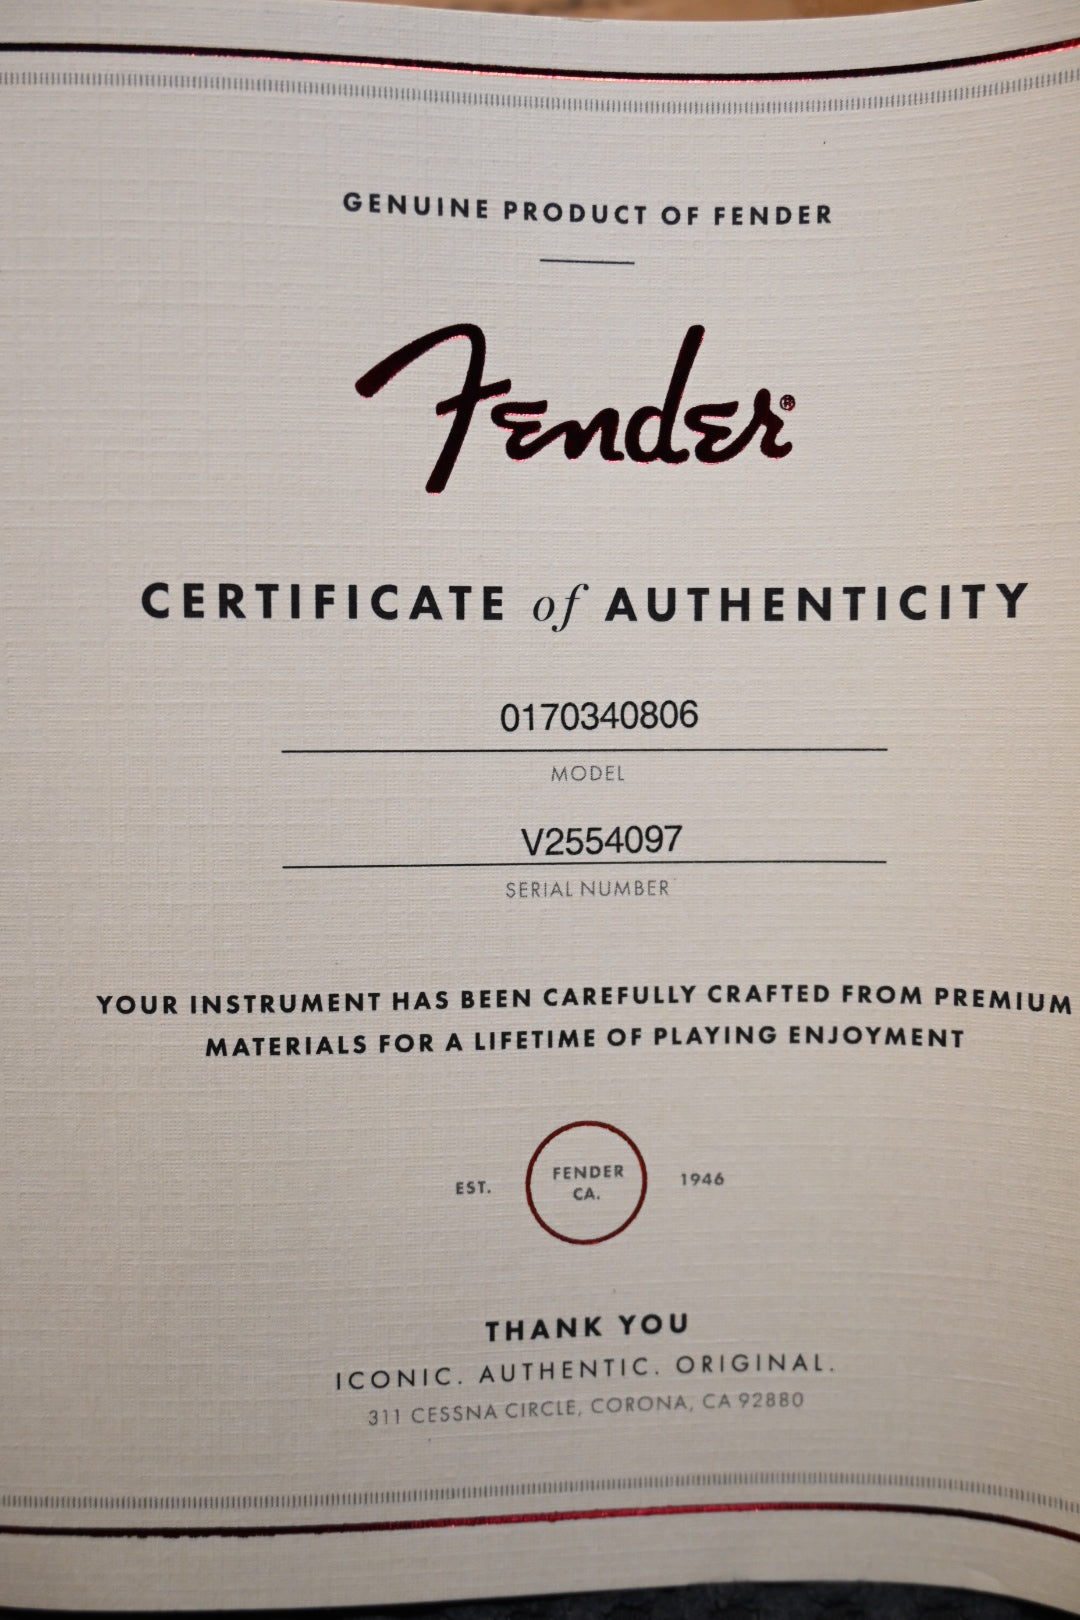 GENUINE PRODUCT OF FENDER
Fender®
CERTIFICATE of AUTHENTICITY
0170340806
MODEL
V2554097
SERIAL NUMBER
YOUR INSTRUMENT HAS BEEN CAREFULLY CRAFTED FROM PREMIUM
MATERIALS FOR A LIFETIME OF PLAYING ENJOYMENT
EST. FENDER CA. 1946
THANK YOU
ICONIC. AUTHENTIC. ORIGINAL.
311 CESSNA CIRCLE, CORONA, CA 92880